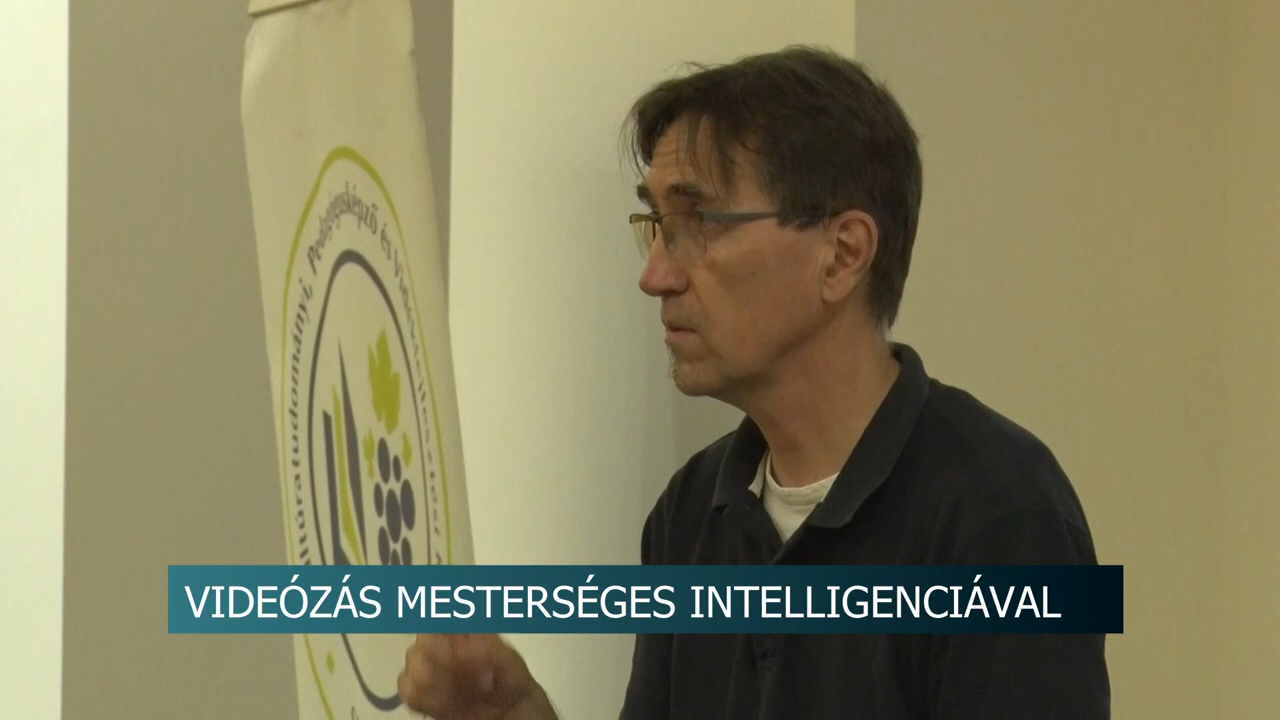 Kultúratudományi, Pedagógusképző és Vidékfejlesztési
VIDEÓZÁS MESTERSÉGES INTELLIGENCIÁVAL